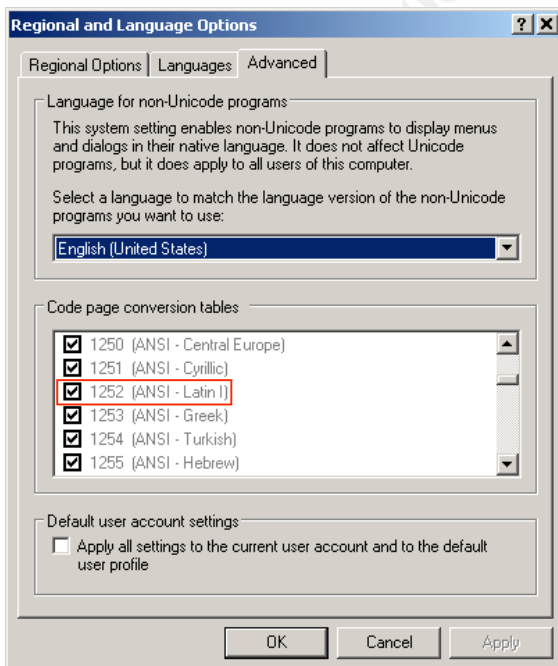 Regional and Language Options
Regional Options
Languages
Advanced
Language for non-Unicode programs
This system setting enables non-Unicode programs to display menus
and dialogs in their native language. It does not affect Unicode
programs, but it does apply to all users of this computer.
Select a language to match the language version of the non-Unicode
programs you want to use:
English (United States)
Code page conversion tables
1250 (ANSI - Central Europe)
1251 (ANSI - Cyrillic)
1252 (ANSI - Latin I)
1253 (ANSI - Greek)
1254 (ANSI - Turkish)
1255 (ANSI - Hebrew)
Default user account settings
Apply all settings to the current user account and to the default
user profile
OK
Cancel
Apply